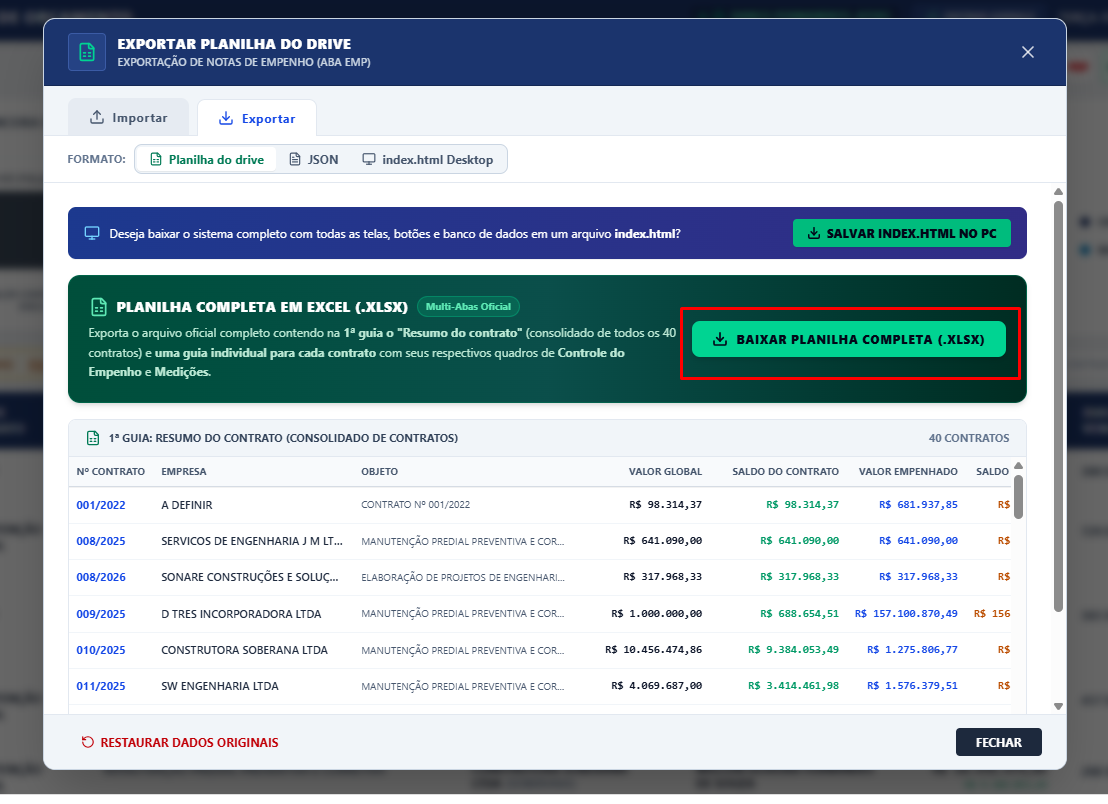 EXPORTAR PLANILHA DO DRIVE
EXPORTAÇÃO DE NOTAS DE EMPENHO (ABA EMP)
Importar Exportar
FORMATO: Planilha do drive JSON index.html Desktop
Deseja baixar o sistema completo com todas as telas, botões e banco de dados em um arquivo index.html? SALVAR INDEX.HTML NO PC
PLANILHA COMPLETA EM EXCEL (.XLSX) Multi-Abas Oficial
Exporta o arquivo oficial completo contendo na 1ª guia o "Resumo do contrato" (consolidado de todos os 40
contratos) e uma guia individual para cada contrato com seus respectivos quadros de Controle do
Empenho e Medições.
BAIXAR PLANILHA COMPLETA (.XLSX)
1ª GUIA: RESUMO DO CONTRATO (CONSOLIDADO DE CONTRATOS) 40 CONTRATOS
Nº CONTRATO EMPRESA OBJETO VALOR GLOBAL SALDO DO CONTRATO VALOR EMPENHADO SALDO
001/2022 A DEFINIR CONTRATO Nº 001/2022 R$ 98.314,37 R$ 98.314,37 R$ 681.937,85 R$
008/2025 SERVICOS DE ENGENHARIA J M LT... MANUTENÇÃO PREDIAL PREVENTIVA E COR... R$ 641.090,00 R$ 641.090,00 R$ 641.090,00 R$
008/2026 SONARE CONSTRUÇÕES E SOLUÇ... ELABORAÇÃO DE PROJETOS DE ENGENHARI... R$ 317.968,33 R$ 317.968,33 R$ 317.968,33 R$
009/2025 D TRES INCORPORADORA LTDA MANUTENÇÃO PREDIAL PREVENTIVA E COR... R$ 1.000.000,00 R$ 688.654,51 R$ 157.100.870,49 R$ 156
010/2025 CONSTRUTORA SOBERANA LTDA MANUTENÇÃO PREDIAL PREVENTIVA E COR... R$ 10.456.474,86 R$ 9.384.053,49 R$ 1.275.806,77 R$
011/2025 SW ENGENHARIA LTDA MANUTENÇÃO PREDIAL PREVENTIVA E COR... R$ 4.069.687,00 R$ 3.414.461,98 R$ 1.576.379,51 R$
RESTAURAR DADOS ORIGINAIS FECHAR